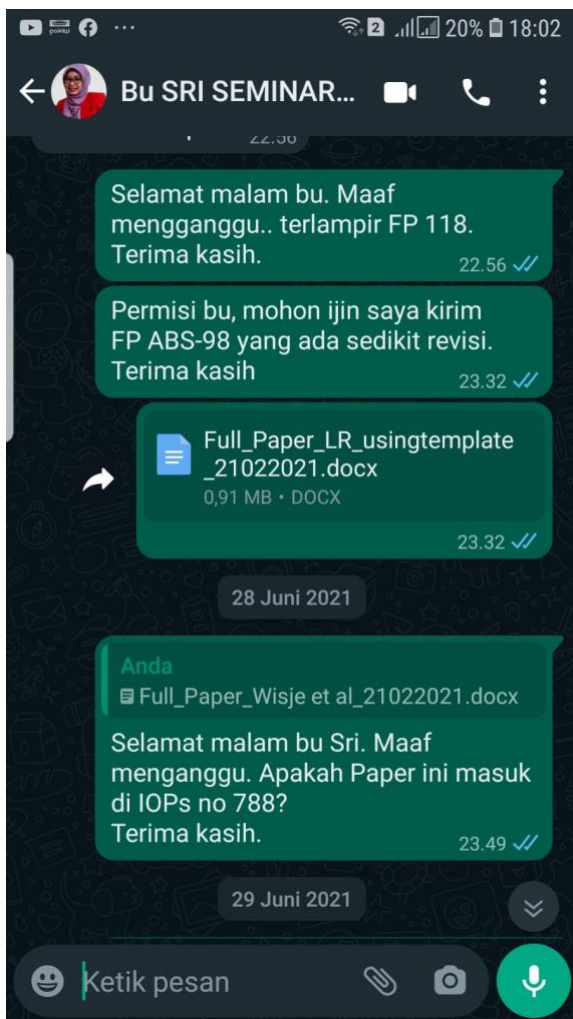 2 20% 18:02
Bu SRI SEMINAR...
22.56
Selamat malam bu. Maaf
mengganggu.. terlampir FP 118.
Terima kasih.
22.56
Permisi bu, mohon ijin saya kirim
FP ABS-98 yang ada sedikit revisi.
Terima kasih
23.32
Full_Paper_LR_usingtemplate
_21022021.docx
0,91 MB • DOCX
23.32
28 Juni 2021
Anda
Full_Paper_Wisje et al_21022021.docx
Selamat malam bu Sri. Maaf
menganggu. Apakah Paper ini masuk
di IOPs no 788?
Terima kasih.
23.49
29 Juni 2021
Ketik pesan